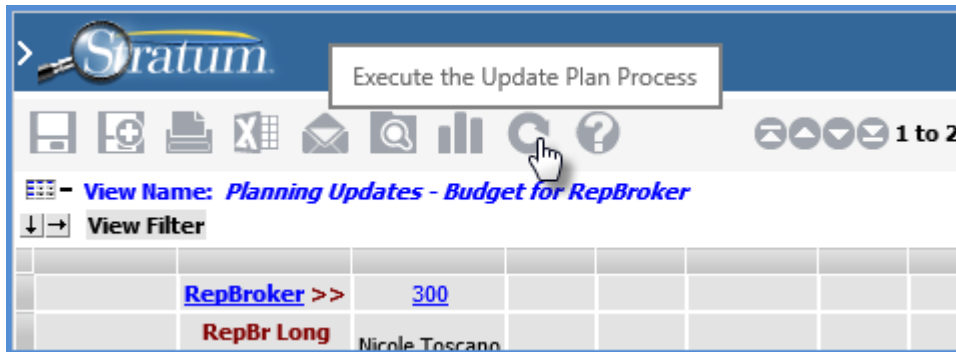 Stratum
Execute the Update Plan Process
1 to 2
View Name: Planning Updates - Budget for RepBroker
View Filter
RepBroker >> 300
RepBr Long
Nicole Toscano